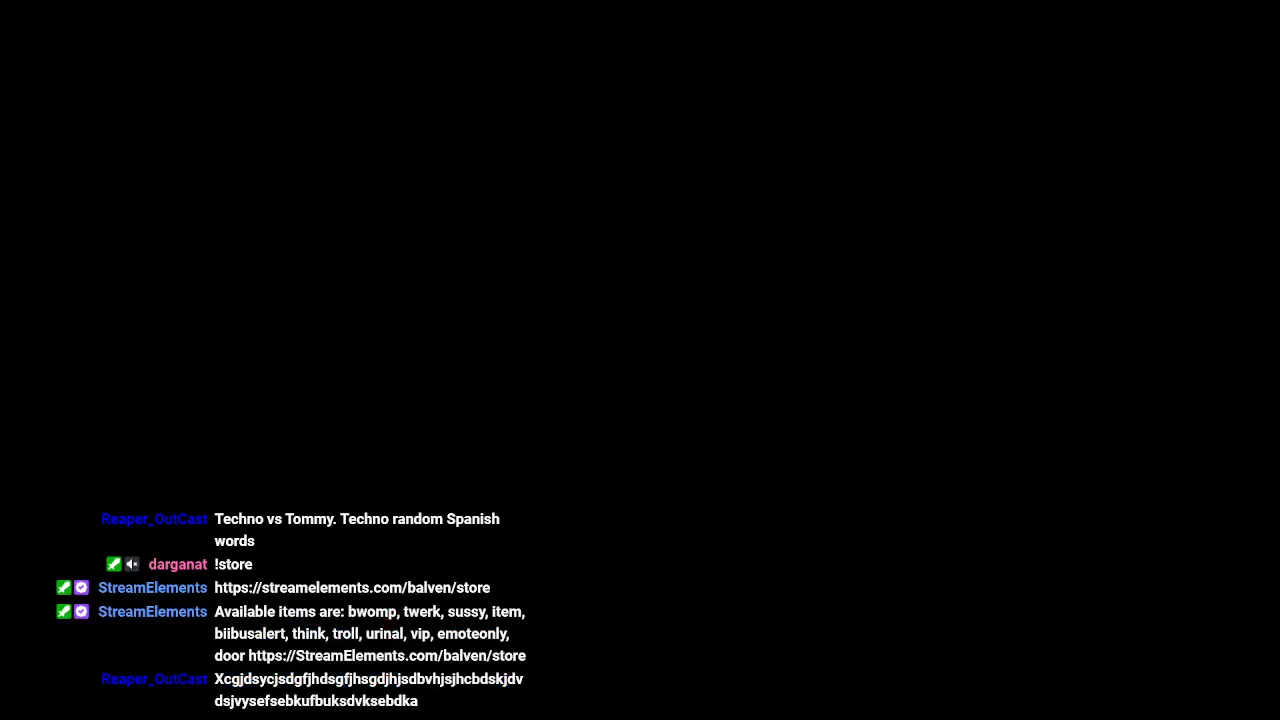 Reaper_OutCast Techno vs Tommy. Techno random Spanish
words
darganat !store
StreamElements https://streamelements.com/balven/store
StreamElements Available items are: bwomp, twerk, sussy, item,
biibusalert, think, troll, urinal, vip, emoteonly,
door https://StreamElements.com/balven/store
Reaper_OutCast Xcgjdsycjsdgfjhdsgfjhsgdjhjsdbvhjsjhcbdskjdv
dsjvysefsebkufbuksdvksebdka